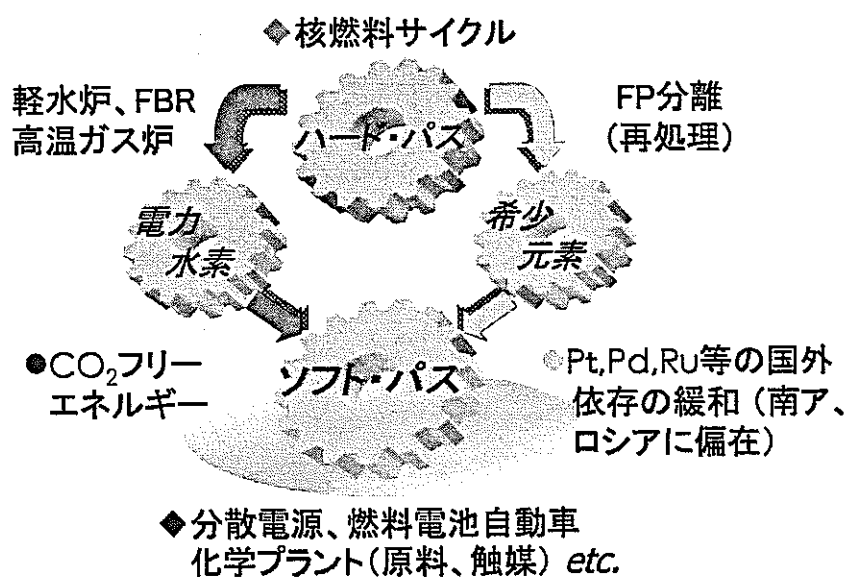 ◆核燃料サイクル
軽水炉、FBR
高温ガス炉
ハード・パス
FP分離
(再処理)
電力
水素
希少
元素
●CO₂フリー
エネルギー
ソフト・パス
●Pt,Pd,Ru等の国外
依存の緩和(南ア、
ロシアに偏在)
◆分散電源、燃料電池自動車
化学プラント(原料、触媒) etc.